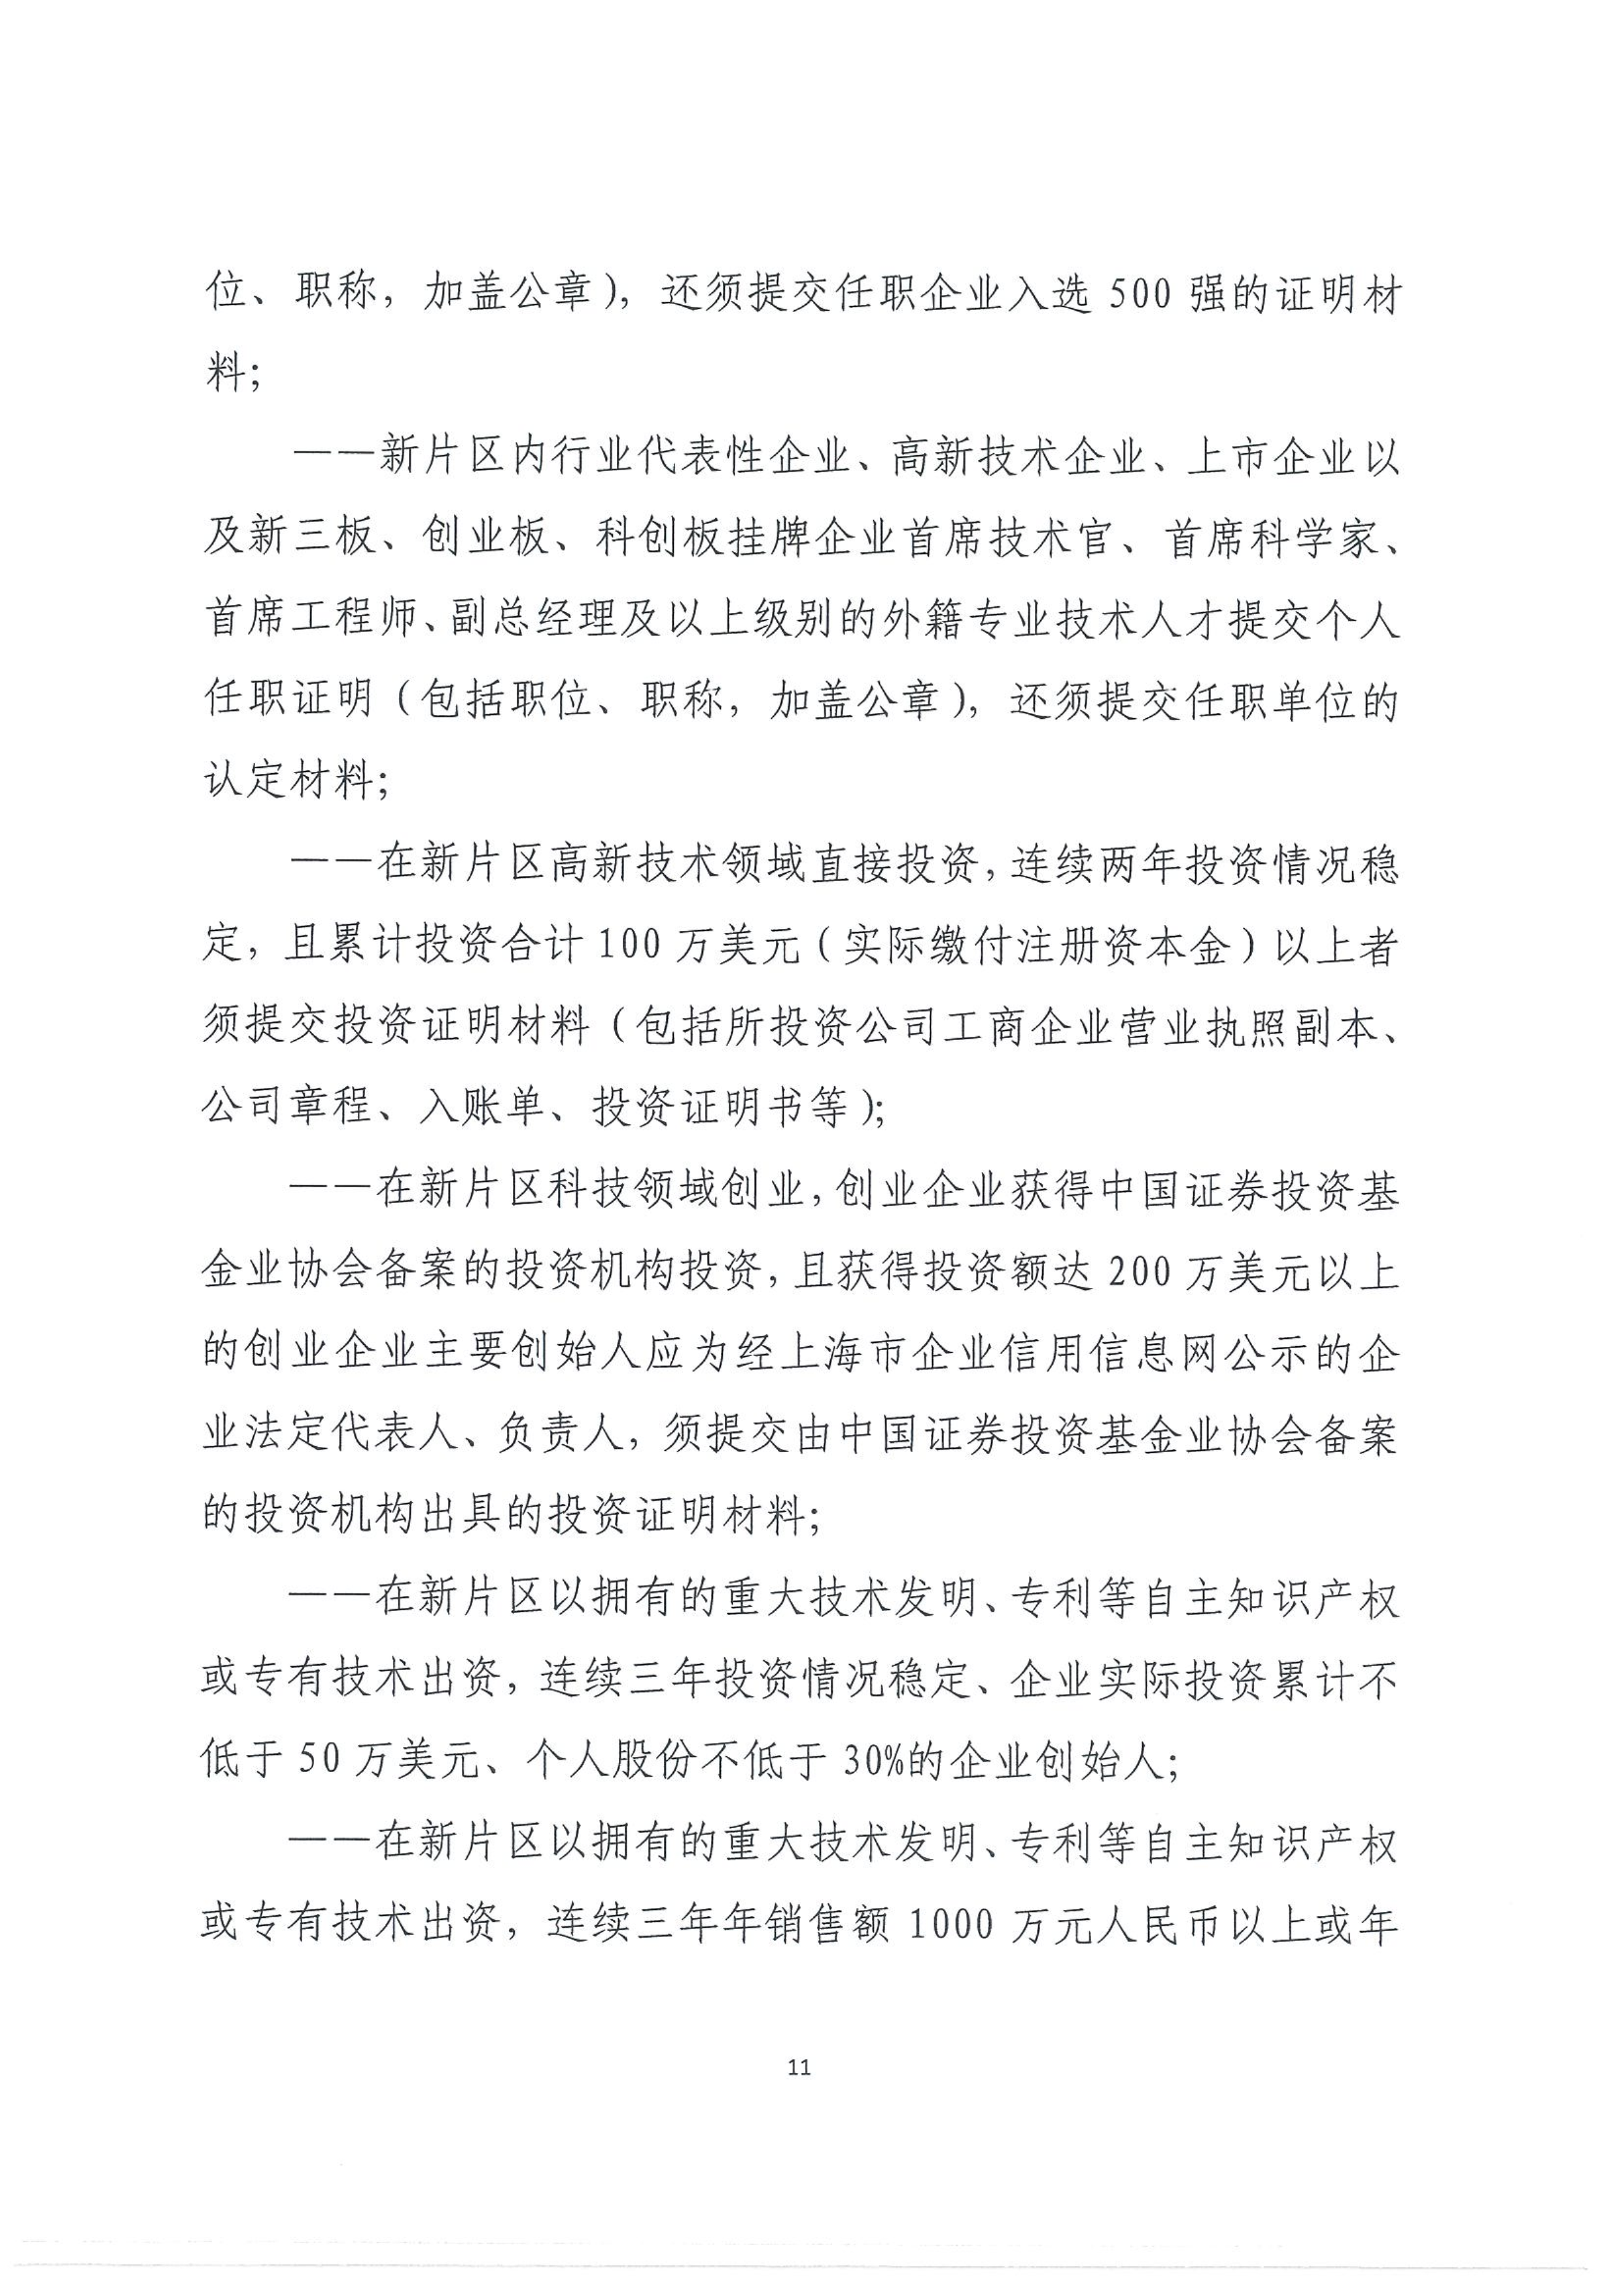 位、职称，加盖公章），还须提交任职企业入选 500 强的证明材
料；
——新片区内行业代表性企业、高新技术企业、上市企业以
及新三板、创业板、科创板挂牌企业首席技术官、首席科学家、
首席工程师、副总经理及以上级别的外籍专业技术人才提交个人
任职证明（包括职位、职称，加盖公章），还须提交任职单位的
认定材料；
——在新片区高新技术领域直接投资，连续两年投资情况稳
定，且累计投资合计 100 万美元（实际缴付注册资本金）以上者
须提交投资证明材料（包括所投资公司工商企业营业执照副本、
公司章程、入账单、投资证明书等）；
——在新片区科技领域创业，创业企业获得中国证券投资基
金业协会备案的投资机构投资，且获得投资额达 200 万美元以上
的创业企业主要创始人应为经上海市企业信用信息网公示的企
业法定代表人、负责人，须提交由中国证券投资基金业协会备案
的投资机构出具的投资证明材料；
——在新片区以拥有的重大技术发明、专利等自主知识产权
或专有技术出资，连续三年投资情况稳定、企业实际投资累计不
低于 50 万美元、个人股份不低于 30%的企业创始人；
——在新片区以拥有的重大技术发明、专利等自主知识产权
或专有技术出资，连续三年年销售额 1000 万元人民币以上或年
11